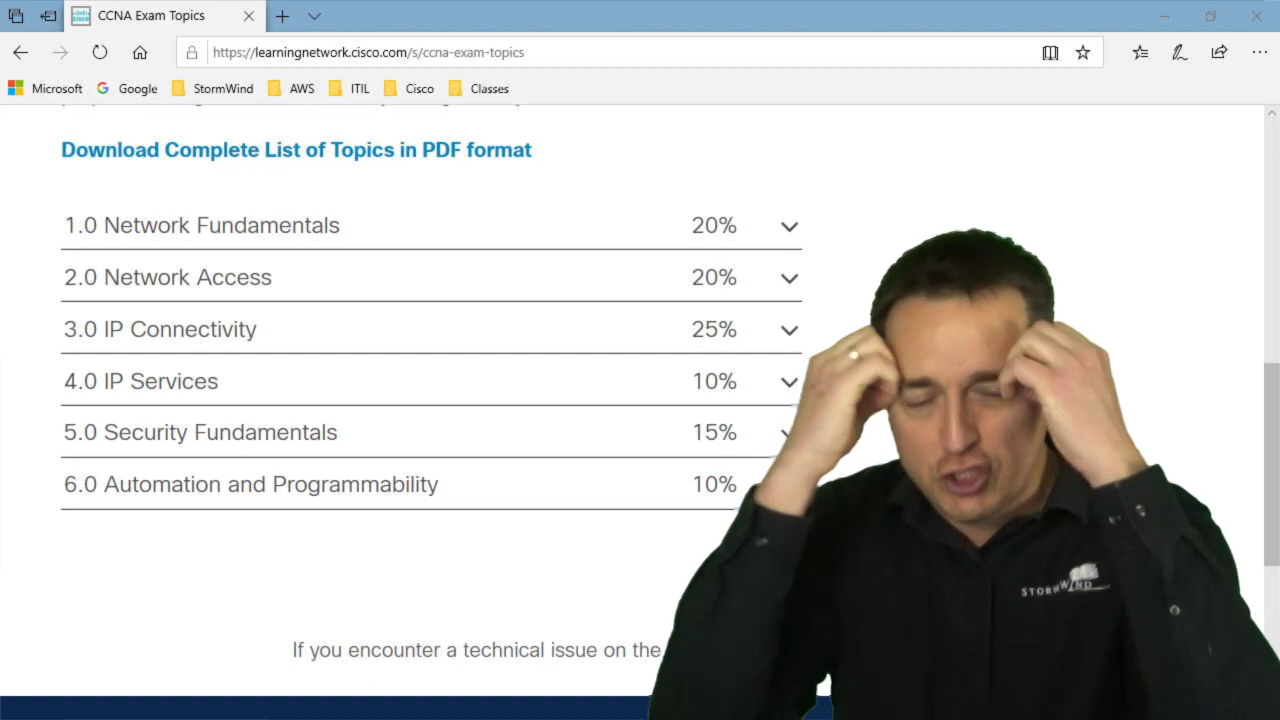 CCNA Exam Topics
https://learningnetwork.cisco.com/s/ccna-exam-topics
Microsoft Google StormWind AWS ITIL Cisco Classes
Download Complete List of Topics in PDF format
1.0 Network Fundamentals 20%
2.0 Network Access 20%
3.0 IP Connectivity 25%
4.0 IP Services 10%
5.0 Security Fundamentals 15%
6.0 Automation and Programmability 10%
STORMWIND
If you encounter a technical issue on the